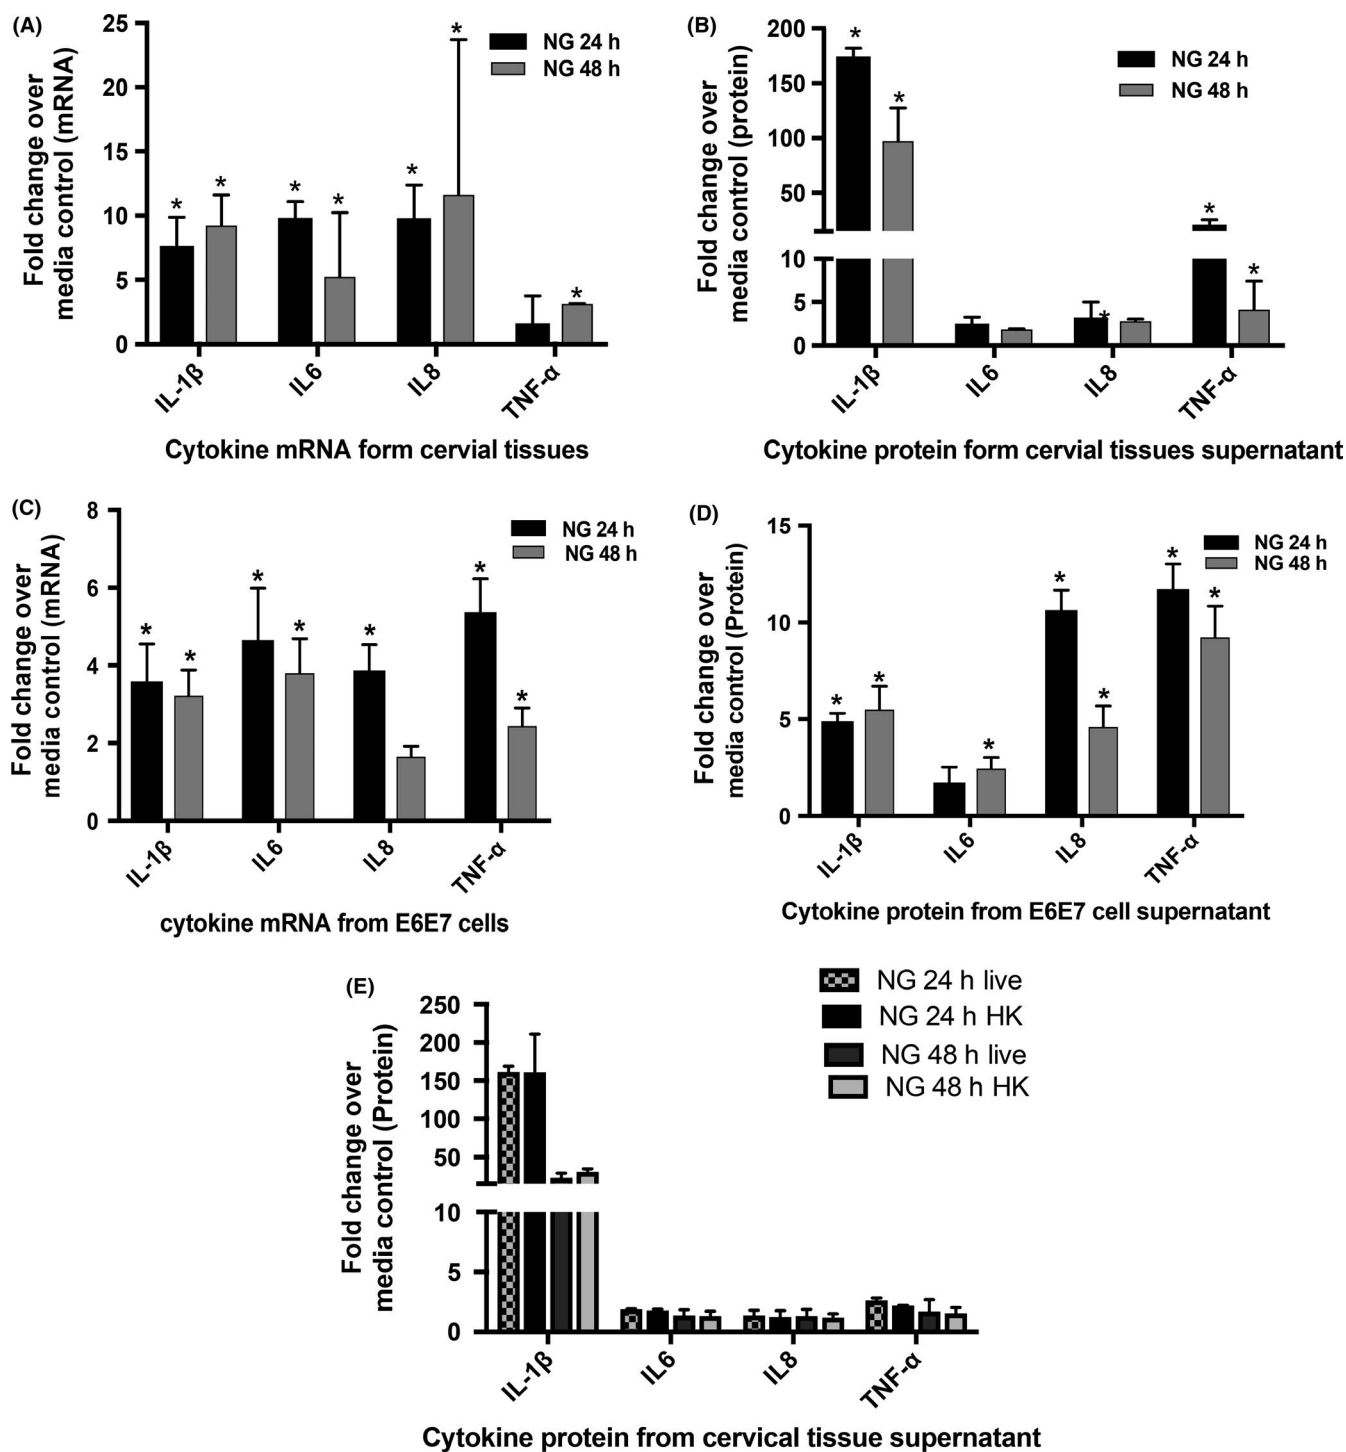 (A)
Fold change over
media control (mRNA)
25
20
15
10
5
0
* * * * * * *
NG 24 h
NG 48 h
IL-1β IL6 IL8 TNF-α
Cytokine mRNA form cervial tissues
(B)
Fold change over
media control (protein)
200
150
100
50
10
5
0
* * * * *
NG 24 h
NG 48 h
IL-1β IL6 IL8 TNF-α
Cytokine protein form cervial tissues supernatant
(C)
Fold change over
media control (mRNA)
8
6
4
2
0
* * * * * * *
NG 24 h
NG 48 h
IL-1β IL6 IL8 TNF-α
cytokine mRNA from E6E7 cells
(D)
Fold change over
media control (Protein)
15
10
5
0
* * * * * * *
NG 24 h
NG 48 h
IL-1β IL6 IL8 TNF-α
Cytokine protein from E6E7 cell supernatant
(E)
Fold change over
media control (Protein)
250
200
150
100
50
10
5
0
NG 24 h live
NG 24 h HK
NG 48 h live
NG 48 h HK
IL-1β IL6 IL8 TNF-α
Cytokine protein from cervical tissue supernatant